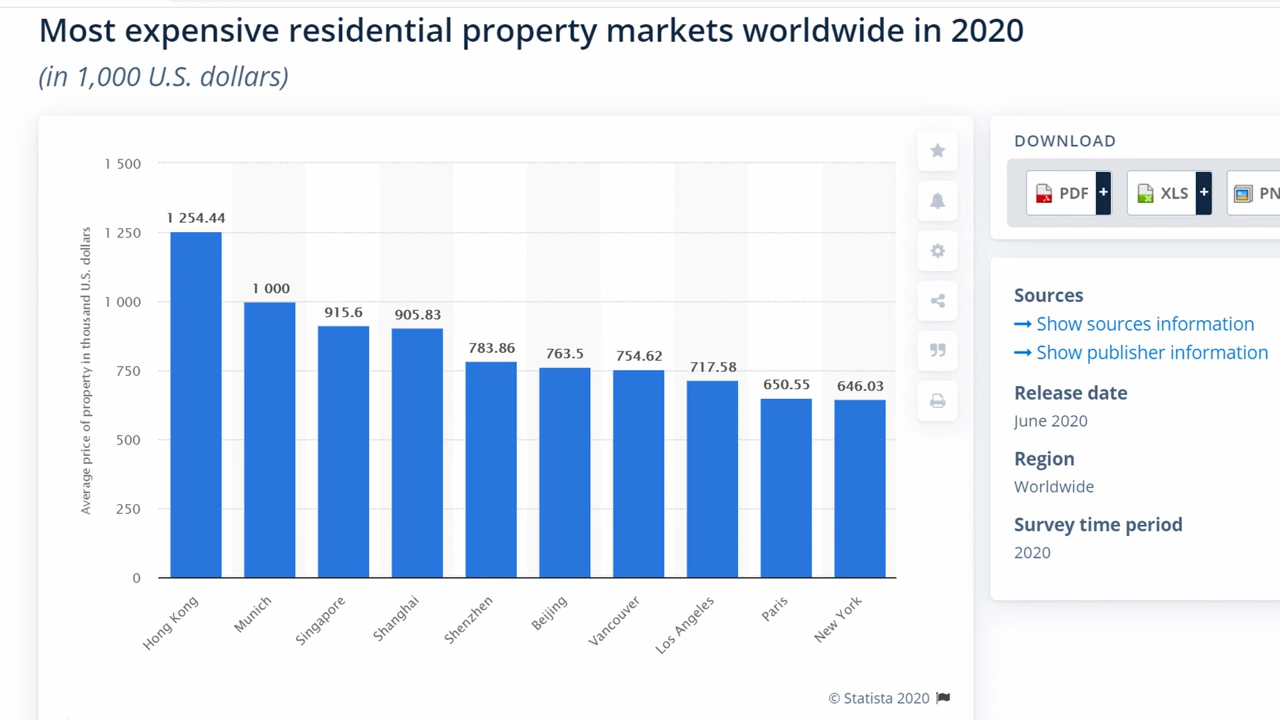 Most expensive residential property markets worldwide in 2020
(in 1,000 U.S. dollars)
Average price of property in thousand U.S. dollars
1 500
1 250
1 000
750
500
250
0
1 254.44
1 000
915.6
905.83
783.86
763.5
754.62
717.58
650.55
646.03
Hong Kong
Munich
Singapore
Shanghai
Shenzhen
Beijing
Vancouver
Los Angeles
Paris
New York
© Statista 2020
DOWNLOAD
PDF +
XLS +
PN
Sources
Show sources information
Show publisher information
Release date
June 2020
Region
Worldwide
Survey time period
2020